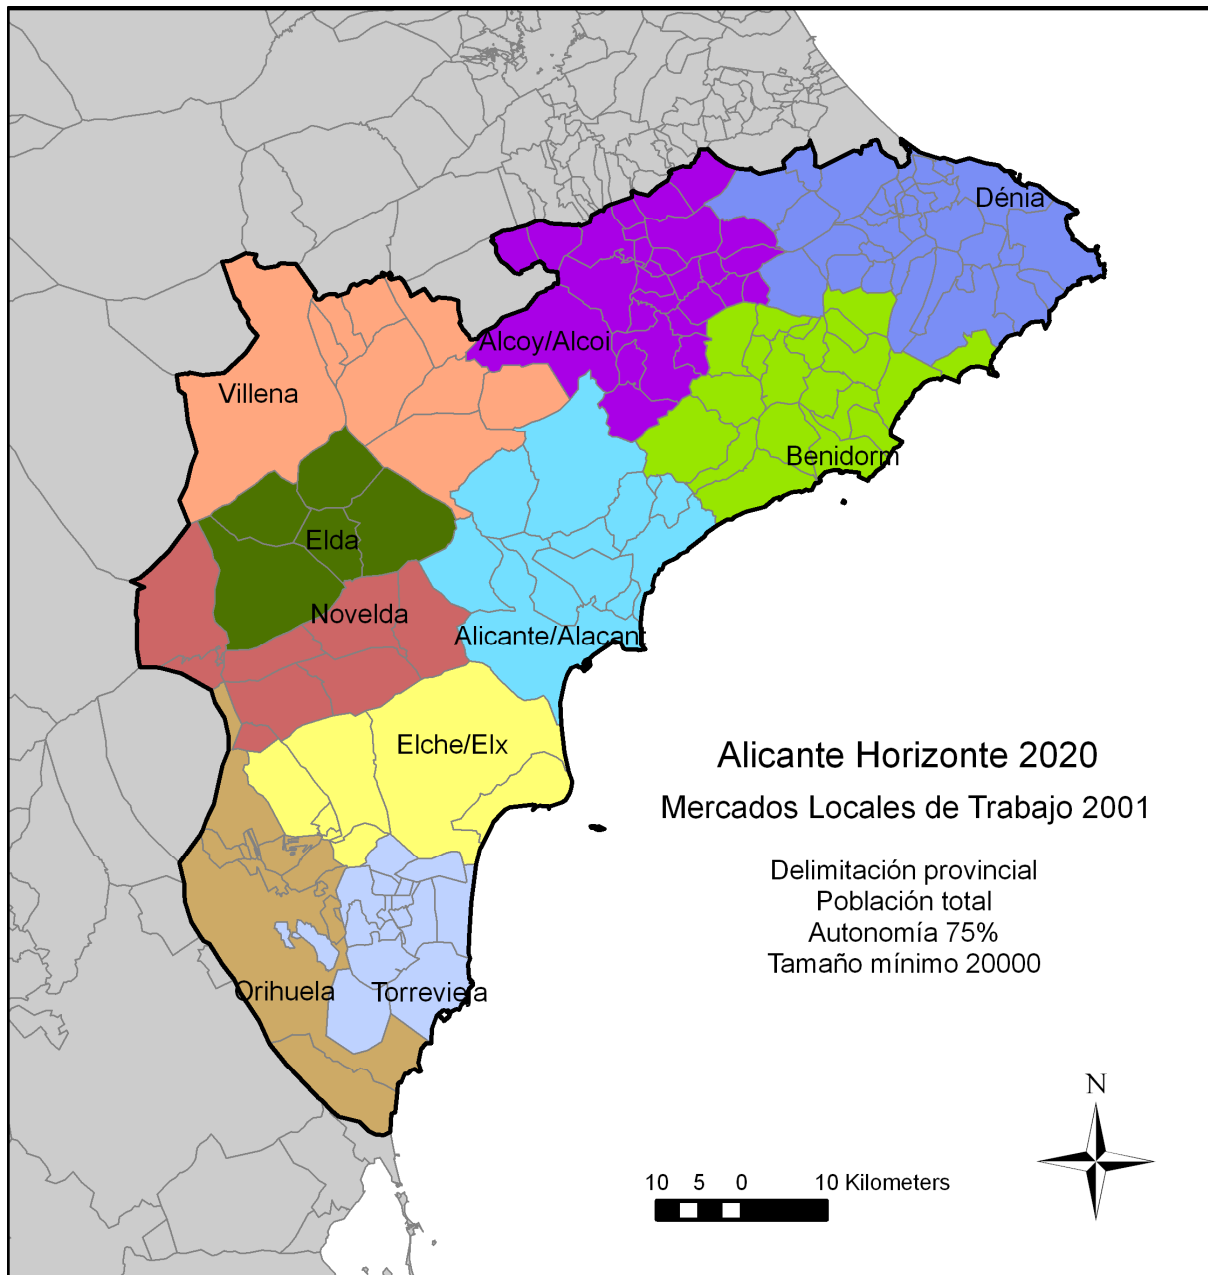 Dénia
Alcoy/Alcoi
Villena
Benidorm
Elda
Novelda
Alicante/Alacant
Elche/Elx
Alicante Horizonte 2020
Mercados Locales de Trabajo 2001
Delimitación provincial
Población total
Autonomía 75%
Tamaño mínimo 20000
Orihuela
Torrevieja
N
10 5 0 10 Kilometers